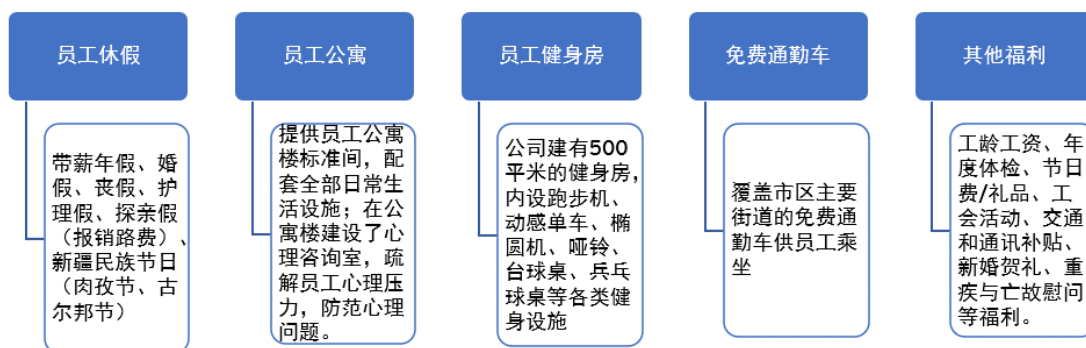 员工休假
带薪年假、婚
假、丧假、护
理假、探亲假
（报销路费）、
新疆民族节日
（肉孜节、古
尔邦节）
员工公寓
提供员工公寓
楼标准间，配
套全部日常生
活设施；在公
寓楼建设了心
理咨询室，疏
解员工心理压
力，防范心理
问题。
员工健身房
公司建有500
平米的健身房，
内设跑步机、
动感单车、椭
圆机、哑铃、
台球桌、兵乓
球桌等各类健
身设施
免费通勤车
覆盖市区主要
街道的免费通
勤车供员工乘
坐
其他福利
工龄工资、年
度体检、节日
费/礼品、工
会活动、交通
和通讯补贴、
新婚贺礼、重
疾与亡故慰问
等福利。